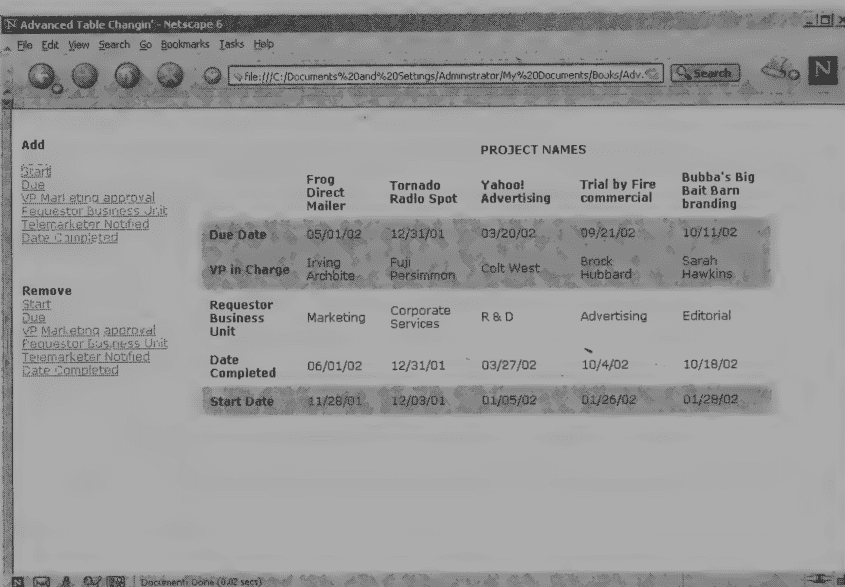 Advanced Table Changin' - Netscape 6
File Edit View Search Go Bookmarks Tasks Help
file:///C:/Documents%20and%20Settings/Administrator/My%20Documents/Books/Adv.
Search
N
Add
Start
Due
VP Marketing approval
Requestor Business Unit
Telemarketer Notified
Date Completed
Remove
Start
Due
VP Marketing approval
Requestor Business Unit
Telemarketer Notified
Date Completed
PROJECT NAMES
Frog Direct Mailer Tornado Radio Spot Yahoo! Advertising Trial by Fire commercial Bubba's Big Bait Barn branding
Due Date 05/01/02 12/31/01 03/20/02 09/21/02 10/11/02
VP in Charge Irving Archbite Fuji Persimmon Colt West Brock Hubbard Sarah Hawkins
Requestor Business Unit Marketing Corporate Services R & D Advertising Editorial
Date Completed 06/01/02 12/31/01 03/27/02 10/4/02 10/18/02
Start Date 11/28/01 12/03/01 01/05/02 01/26/02 01/28/02
Document: Done (0.02 secs)